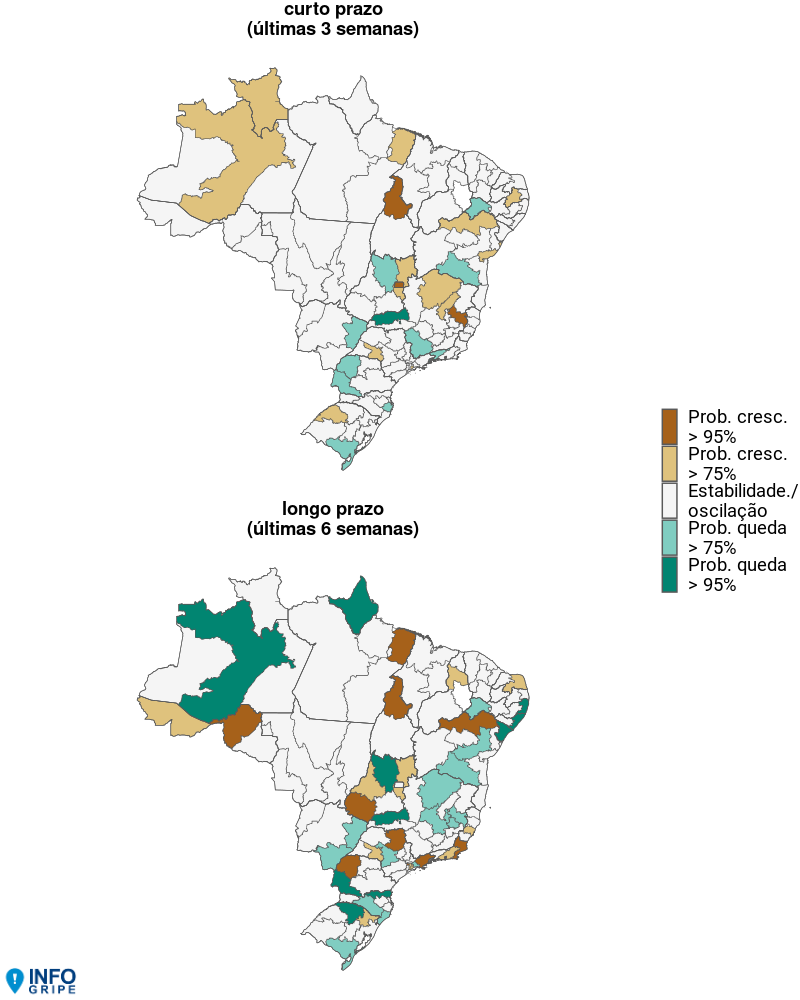 curto prazo
(últimas 3 semanas)
Prob. cresc.
> 95%
Prob. cresc.
> 75%
Estabilidade./
oscilação
Prob. queda
> 75%
Prob. queda
> 95%
longo prazo
(últimas 6 semanas)
INFO
GRIPE